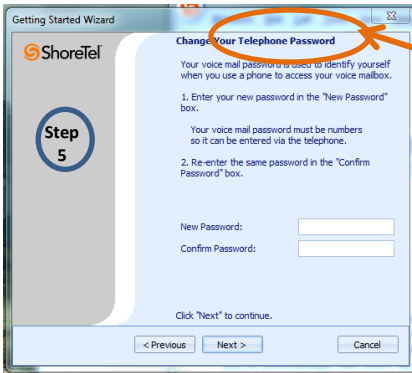 Getting Started Wizard
ShoreTel
Change Your Telephone Password
Your voice mail password is used to identify yourself
when you use a phone to access your voice mailbox.
1. Enter your new password in the "New Password"
box.
Your voice mail password must be numbers
so it can be entered via the telephone.
2. Re-enter the same password in the "Confirm
Password" box.
Step
5
New Password:
Confirm Password:
Click "Next" to continue.
< Previous
Next >
Cancel